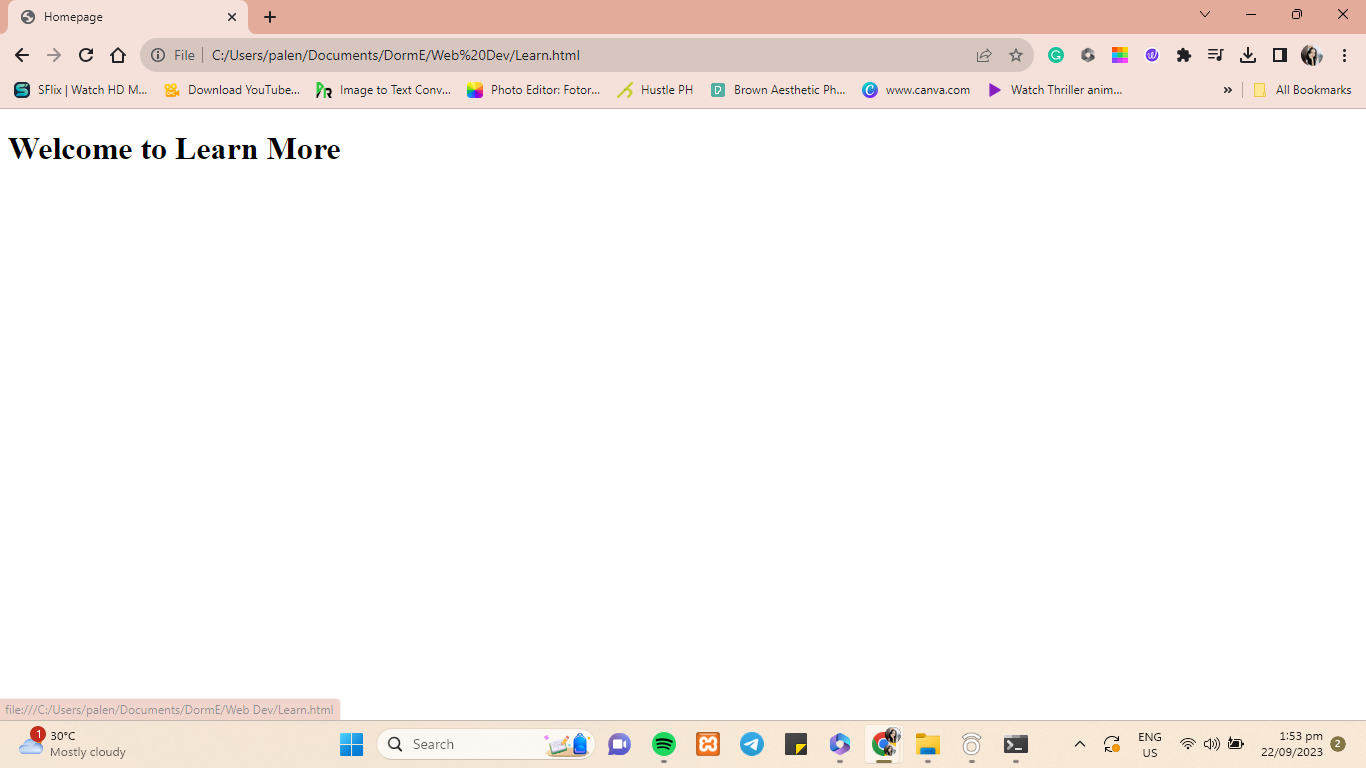 Homepage
File
C:/Users/palen/Documents/DormE/Web%20Dev/Learn.html
SFlix | Watch HD M...
Download YouTube...
Image to Text Conv...
Photo Editor: Fotor...
Hustle PH
Brown Aesthetic Ph...
www.canva.com
Watch Thriller anim...
»
All Bookmarks
Welcome to Learn More
file:///C:/Users/palen/Documents/DormE/Web Dev/Learn.html
1
30°C
Mostly cloudy
Search
ENG
US
1:53 pm
22/09/2023
2